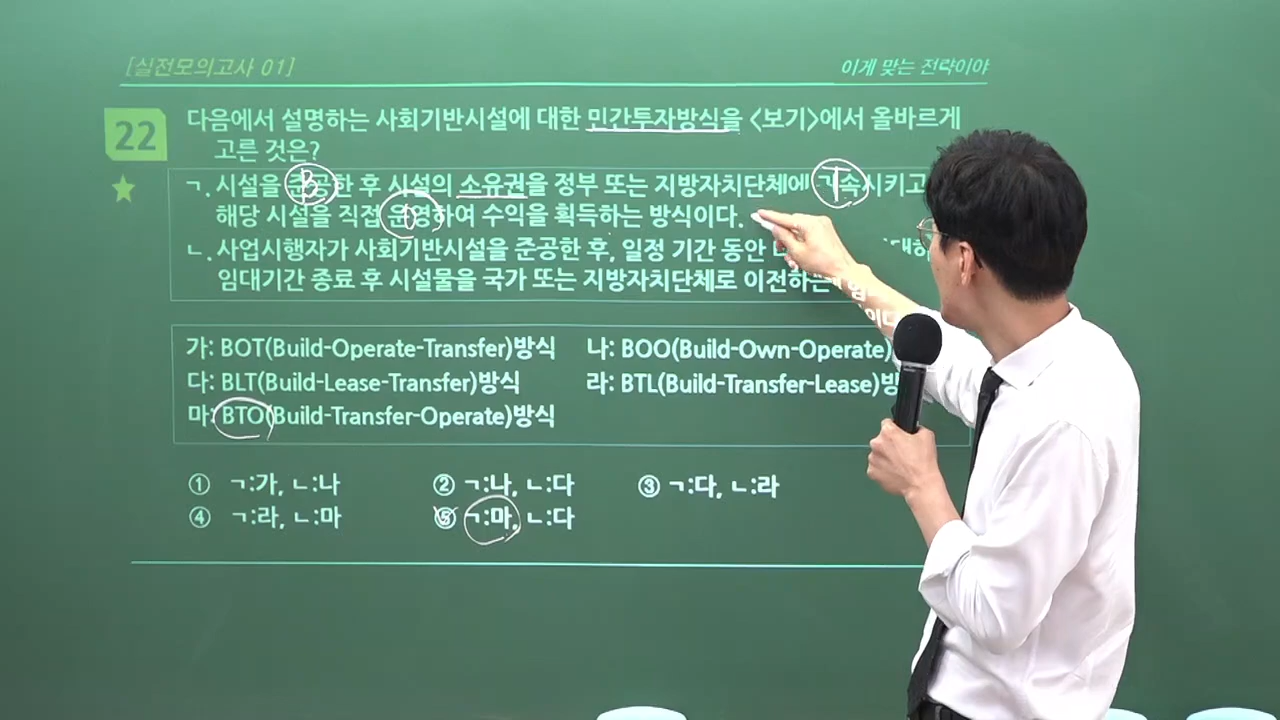 [실전모의고사 01]
이게 맞는 전략이야
22 다음에서 설명하는 사회기반시설에 대한 민간투자방식을 <보기>에서 올바르게
고른 것은?
ㄱ. 시설을 준공한 후 시설의 소유권을 정부 또는 지방자치단체에 귀속시키고
B T
해당 시설을 직접 운영하여 수익을 획득하는 방식이다.
O
ㄴ. 사업시행자가 사회기반시설을 준공한 후, 일정 기간 동안
임대기간 종료 후 시설물을 국가 또는 지방자치단체로 이전하는
가: BOT(Build-Operate-Transfer)방식 나: BOO(Build-Own-Operate)
다: BLT(Build-Lease-Transfer)방식 라: BTL(Build-Transfer-Lease)방
마: BTO(Build-Transfer-Operate)방식
① ㄱ:가, ㄴ:나 ② ㄱ:나, ㄴ:다 ③ ㄱ:다, ㄴ:라
④ ㄱ:라, ㄴ:마 ⑤ ㄱ:마, ㄴ:다